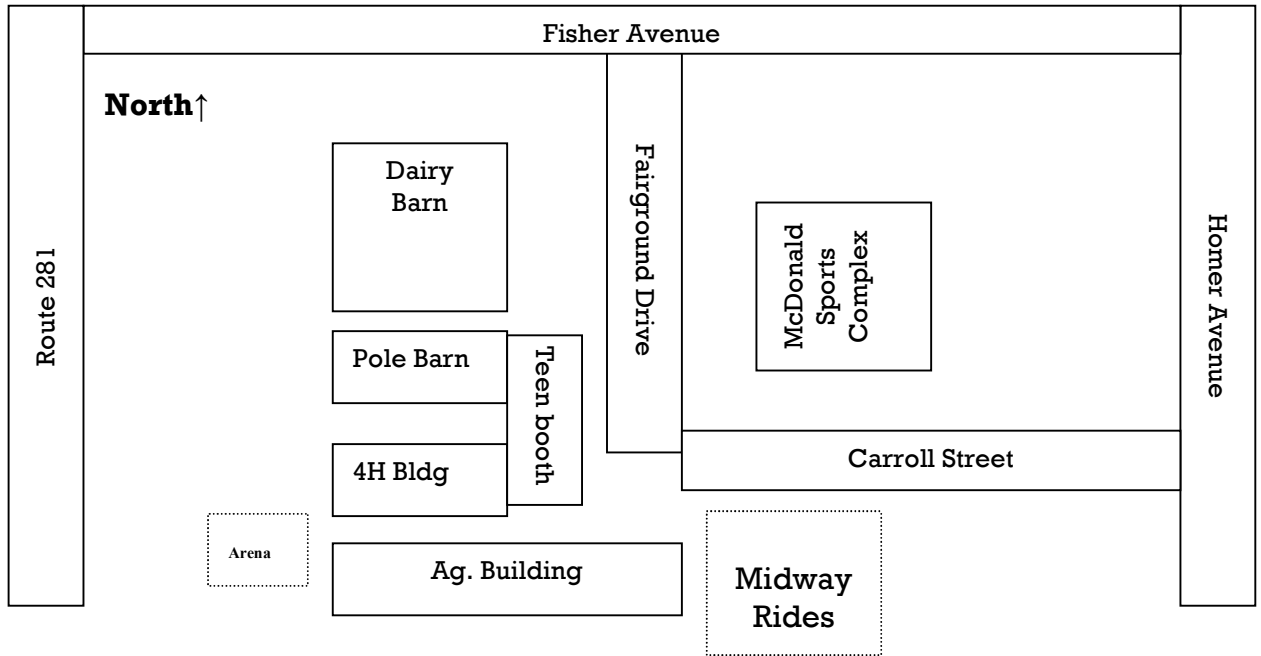 Fisher Avenue
North↑
Dairy
Barn
Fairground Drive
McDonald
Sports
Complex
Homer Avenue
Route 281
Pole Barn
Teen booth
4H Bldg
Carroll Street
Arena
Ag. Building
Midway
Rides